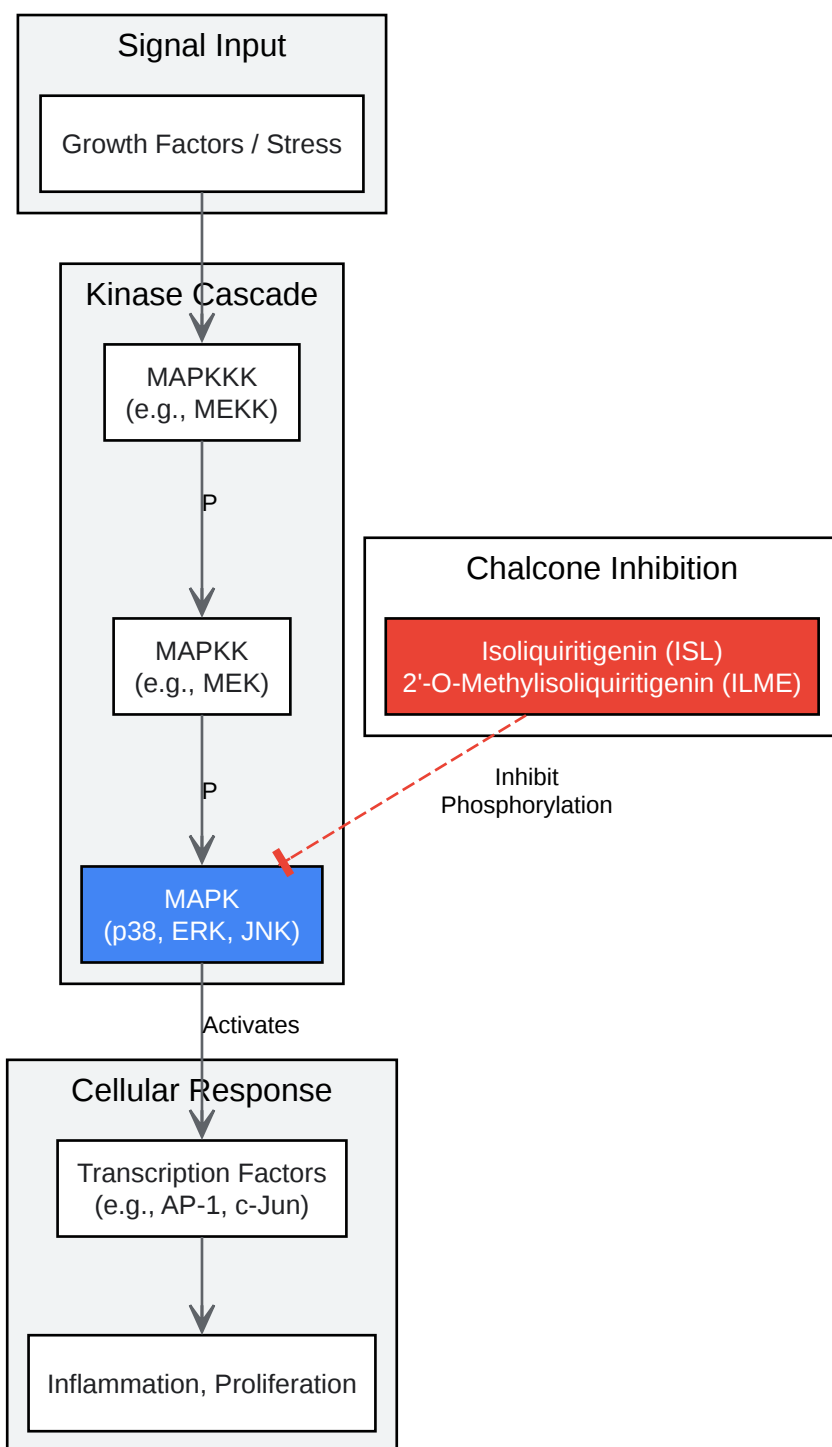 Signal Input
Growth Factors / Stress
Kinase Cascade
MAPKKK
(e.g., MEKK)
P
MAPKK
(e.g., MEK)
P
MAPK
(p38, ERK, JNK)
Chalcone Inhibition
Isoliquiritigenin (ISL)
2'-O-Methylisoliquiritigenin (ILME)
Inhibit
Phosphorylation
Activates
Cellular Response
Transcription Factors
(e.g., AP-1, c-Jun)
Inflammation, Proliferation